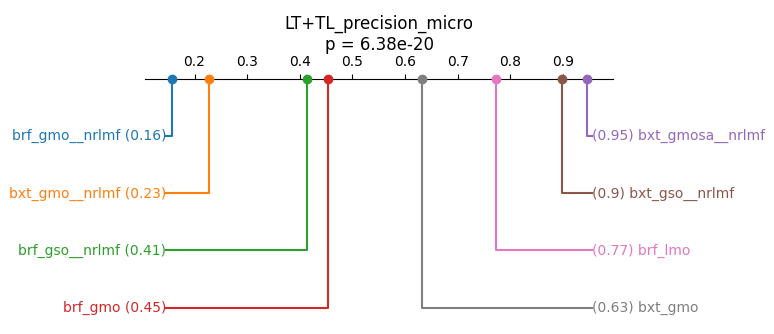 LT+TL_precision_micro
p = 6.38e-20
0.2 0.3 0.4 0.5 0.6 0.7 0.8 0.9
brf_gmo__nrlmf (0.16) (0.95) bxt_gmosa__nrlmf
bxt_gmo__nrlmf (0.23) (0.9) bxt_gso__nrlmf
brf_gso__nrlmf (0.41) (0.77) brf_lmo
brf_gmo (0.45) (0.63) bxt_gmo